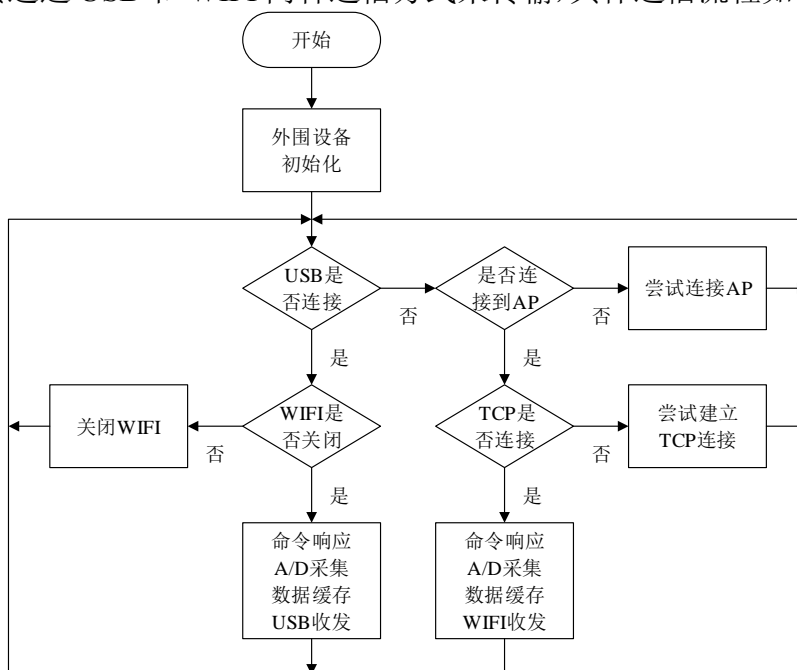 开始
外围设备
初始化
USB是
否连接
否
是否连
接到AP
否
尝试连接AP
是
是
关闭WIFI
否
WIFI是
否关闭
TCP是
否连接
否
尝试建立
TCP连接
是
是
命令响应
A/D采集
数据缓存
USB收发
命令响应
A/D采集
数据缓存
WIFI收发